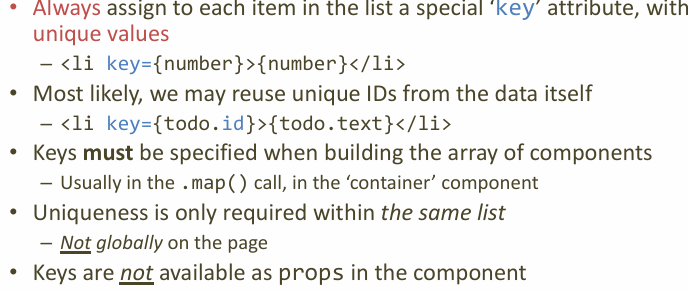 • Always assign to each item in the list a special ‘key’ attribute, with
unique values
– <li key={number}>{number}</li>
• Most likely, we may reuse unique IDs from the data itself
– <li key={todo.id}>{todo.text}</li>
• Keys must be specified when building the array of components
– Usually in the .map() call, in the ‘container’ component
• Uniqueness is only required within the same list
– Not globally on the page
• Keys are not available as props in the component